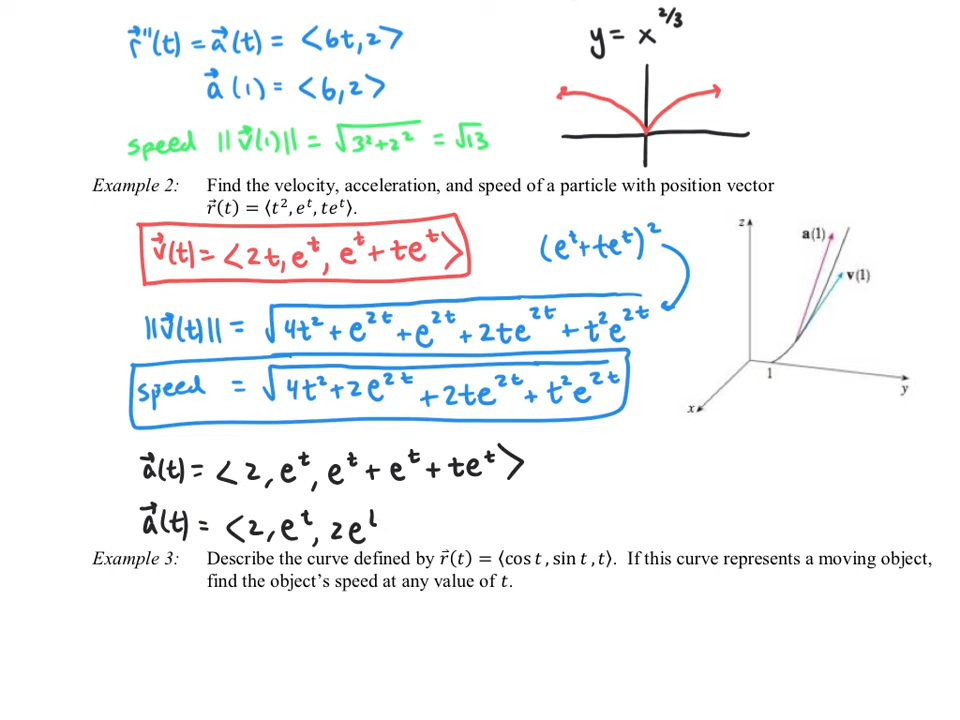 r⃗''(t) = a⃗(t) = <6t, 2>
y = x^{2/3}
a⃗(1) = <6, 2>
speed ||v⃗(1)|| = √(3²+2²) = √13
Example 2: Find the velocity, acceleration, and speed of a particle with position vector
r⃗(t) = ⟨t², e^t, te^t⟩.
v⃗(t) = <2t, e^t, e^t + te^t>
(e^t + te^t)²
||v⃗(t)|| = √(4t² + e^{2t} + e^{2t} + 2te^{2t} + t²e^{2t})
speed = √(4t² + 2e^{2t} + 2te^{2t} + t²e^{2t})
z
a(1)
v(1)
1
x
y
a⃗(t) = <2, e^t, e^t + e^t + te^t>
a⃗(t) = <2, e^t, 2e^l
Example 3: Describe the curve defined by r⃗(t) = ⟨cos t, sin t, t⟩. If this curve represents a moving object,
find the object's speed at any value of t.